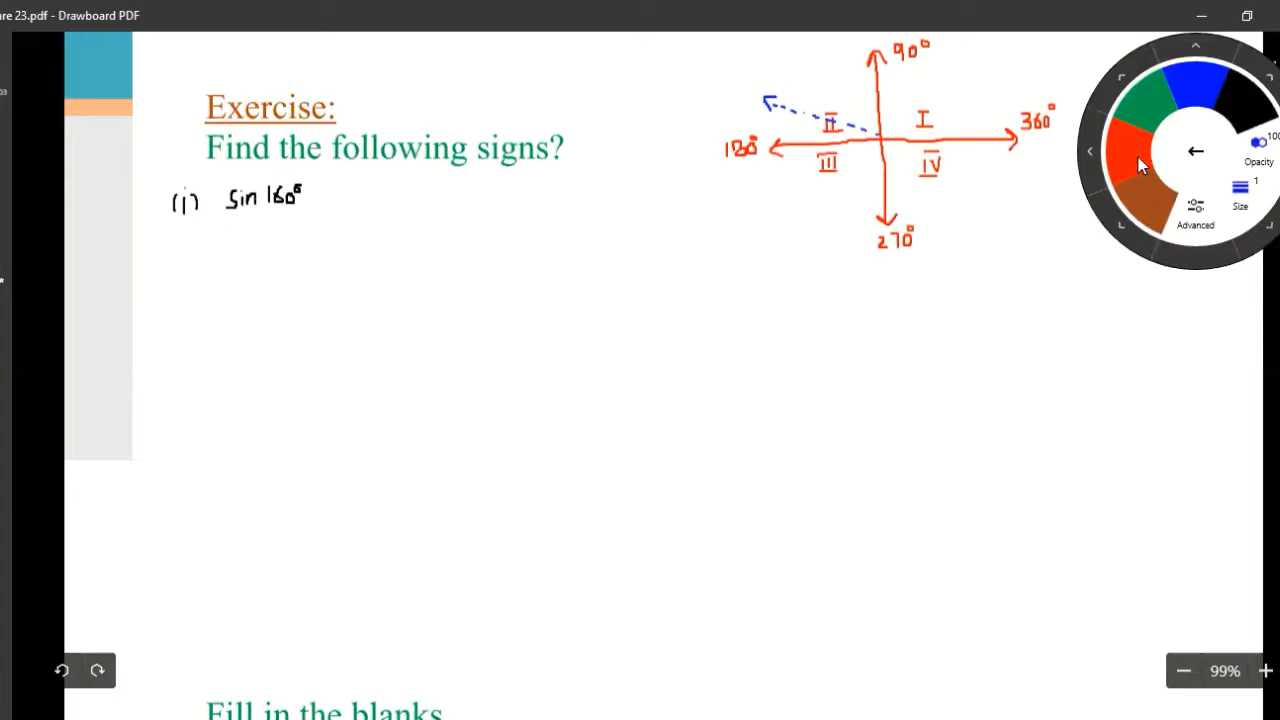 re 23.pdf - Drawboard PDF
90°
Exercise:
Find the following signs?
II
I
360°
180°
III
IV
(i) sin 160°
270°
Opacity
100
Advanced
Size
1
99%
Fill in the blanks